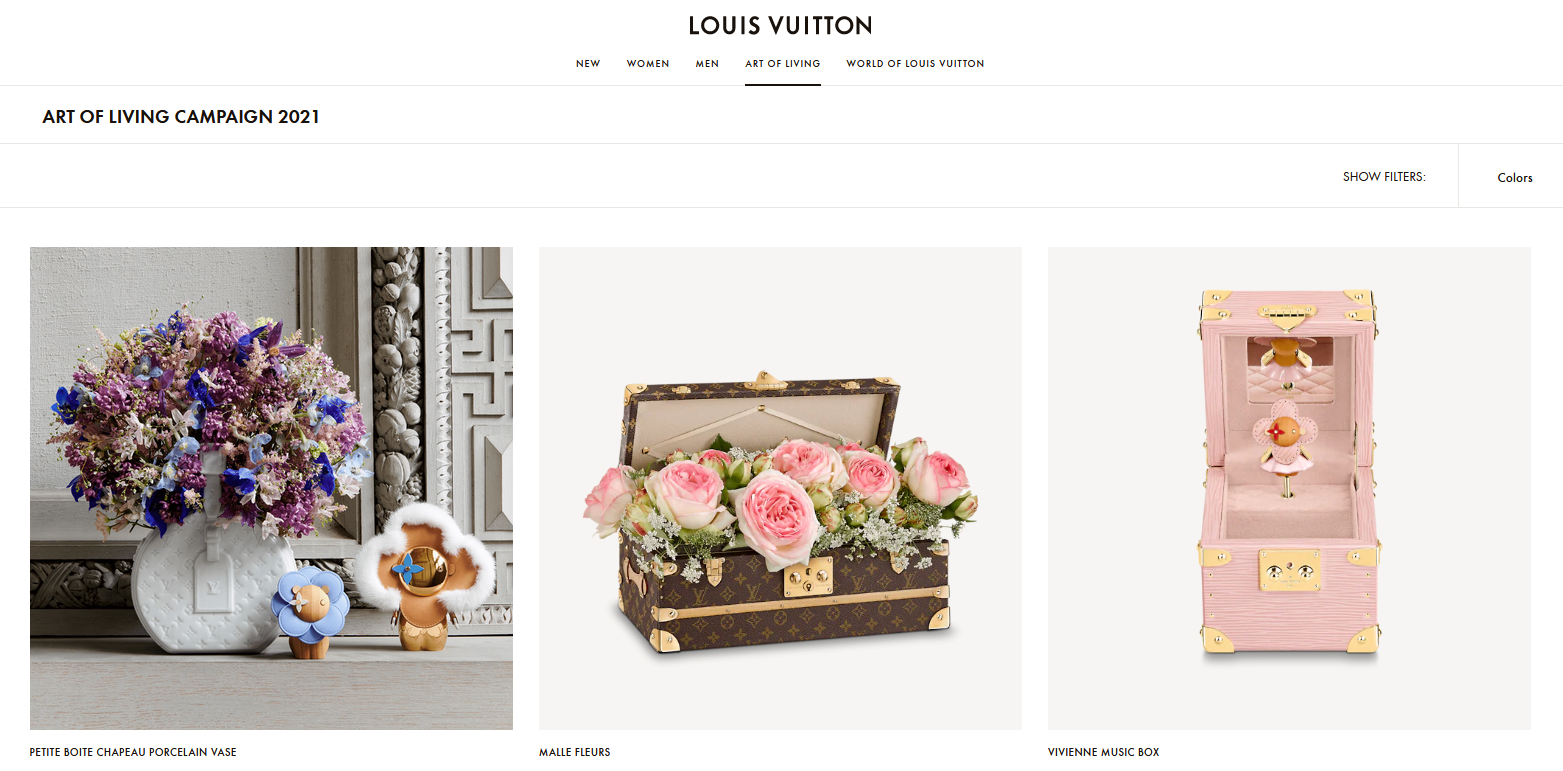 LOUIS VUITTON
NEW WOMEN MEN ART OF LIVING WORLD OF LOUIS VUITTON
ART OF LIVING CAMPAIGN 2021
SHOW FILTERS: Colors
PETITE BOITE CHAPEAU PORCELAIN VASE MALLE FLEURS VIVIENNE MUSIC BOX